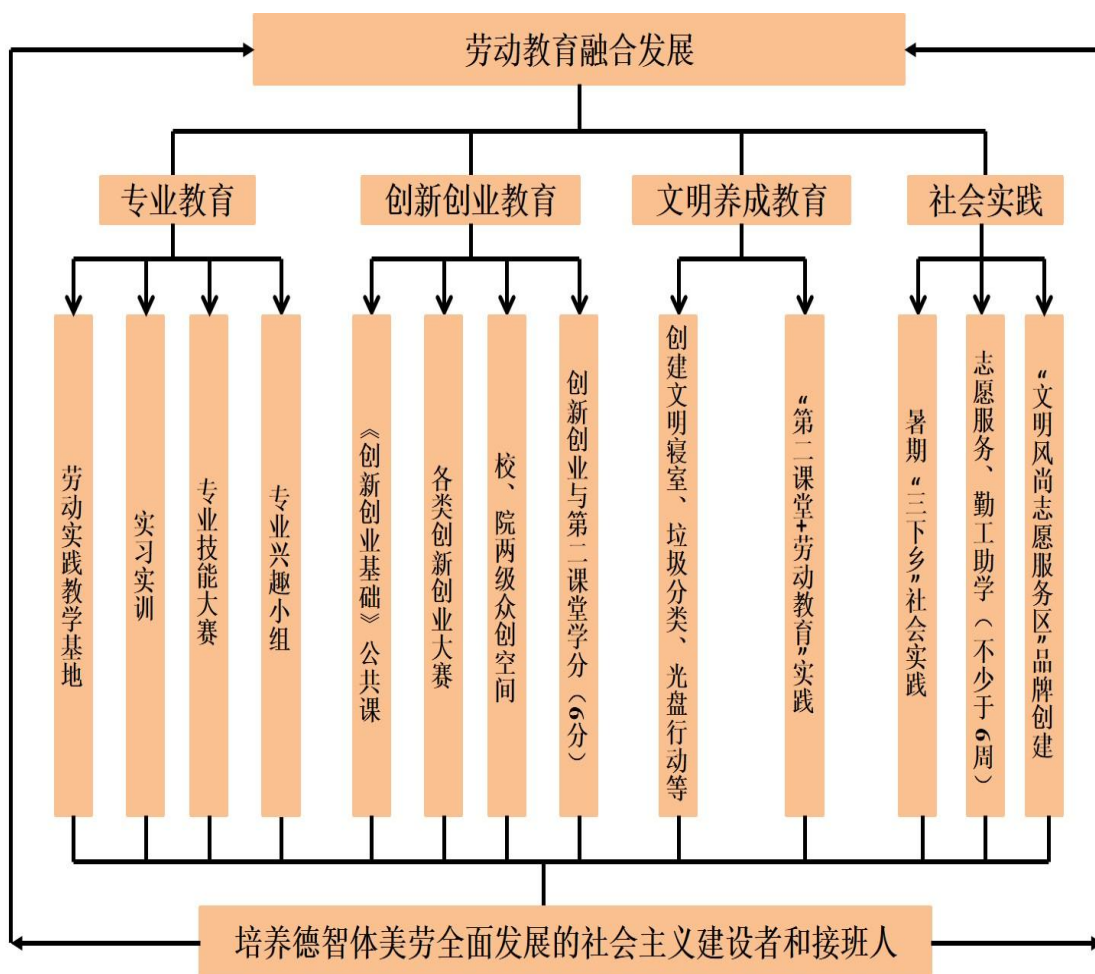 劳动教育融合发展
专业教育
创新创业教育
文明养成教育
社会实践
劳动实践教学基地
实习实训
专业技能大赛
专业兴趣小组
《创新创业基础》公共课
各类创新创业大赛
校、院两级众创空间
创新创业与第二课堂学分（6分）
创建文明寝室、垃圾分类、光盘行动等
“第二课堂+劳动教育”实践
暑期“三下乡”社会实践
志愿服务、勤工助学（不少于6周）
“文明风尚志愿服务区”品牌创建
培养德智体美劳全面发展的社会主义建设者和接班人